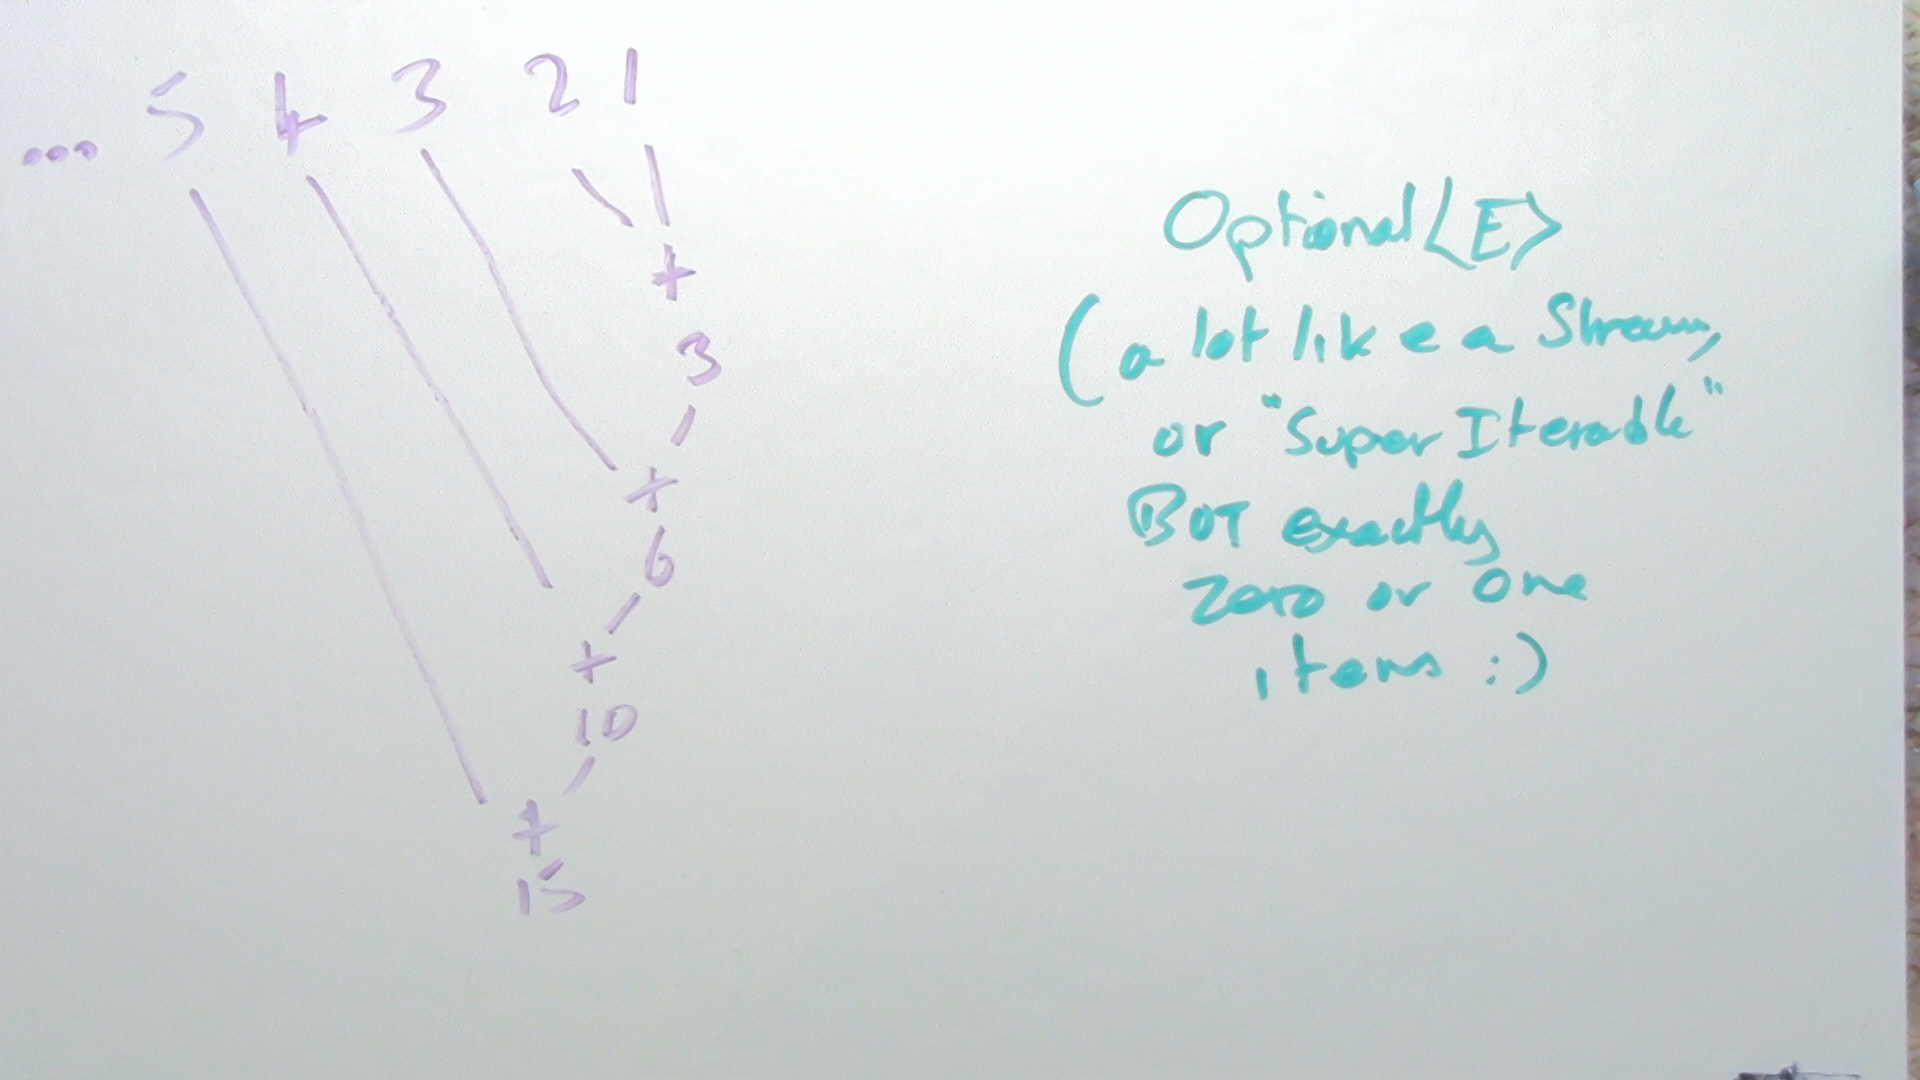 ... 5 4 3 2 1
+
3
+
6
+
10
+
15
Optional<E>
(a lot like a Stream,
or "Super Iterable"
BUT exactly
zero or one
items :)